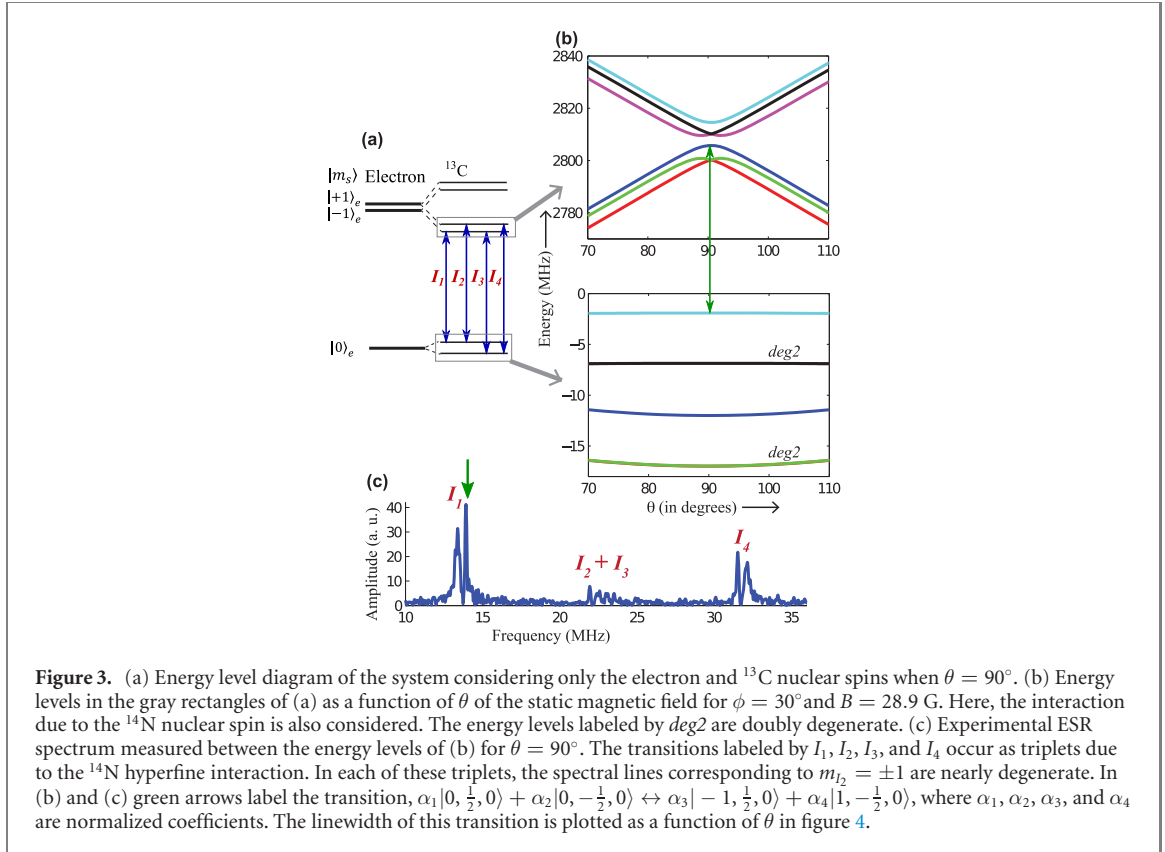 (b)
2840
2820
2800
2780
70 80 90 100 110
(a)
|mₛ⟩ Electron ¹³C
|+1⟩ₑ
|−1⟩ₑ
I₁ I₂ I₃ I₄
|0⟩ₑ
Energy (MHz)
0
−5
deg2
−10
−15
deg2
70 80 90 100 110
θ (in degrees)
(c)
I₁
I₂ + I₃
I₄
Amplitude (a. u.)
40
30
20
10
0
10 15 20 25 30 35
Frequency (MHz)
Figure 3. (a) Energy level diagram of the system considering only the electron and ¹³C nuclear spins when θ = 90°. (b) Energy
levels in the gray rectangles of (a) as a function of θ of the static magnetic field for ϕ = 30°and B = 28.9 G. Here, the interaction
due to the ¹⁴N nuclear spin is also considered. The energy levels labeled by deg2 are doubly degenerate. (c) Experimental ESR
spectrum measured between the energy levels of (b) for θ = 90°. The transitions labeled by I₁, I₂, I₃, and I₄ occur as triplets due
to the ¹⁴N hyperfine interaction. In each of these triplets, the spectral lines corresponding to m_{I₂} = ±1 are nearly degenerate. In
(b) and (c) green arrows label the transition, α₁|0, ½, 0⟩ + α₂|0, −½, 0⟩ ↔ α₃| − 1, ½, 0⟩ + α₄|1, −½, 0⟩, where α₁, α₂, α₃, and α₄
are normalized coefficients. The linewidth of this transition is plotted as a function of θ in figure 4.